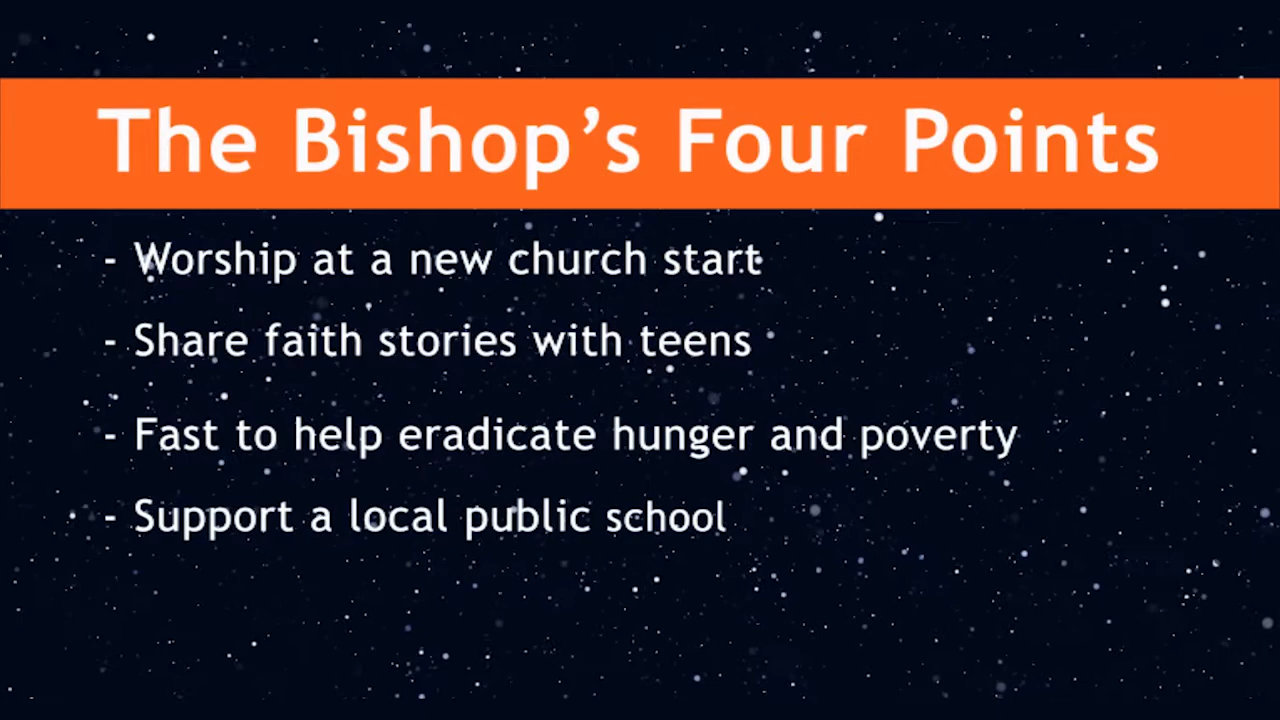 The Bishop’s Four Points
- Worship at a new church start
- Share faith stories with teens
- Fast to help eradicate hunger and poverty
- Support a local public school